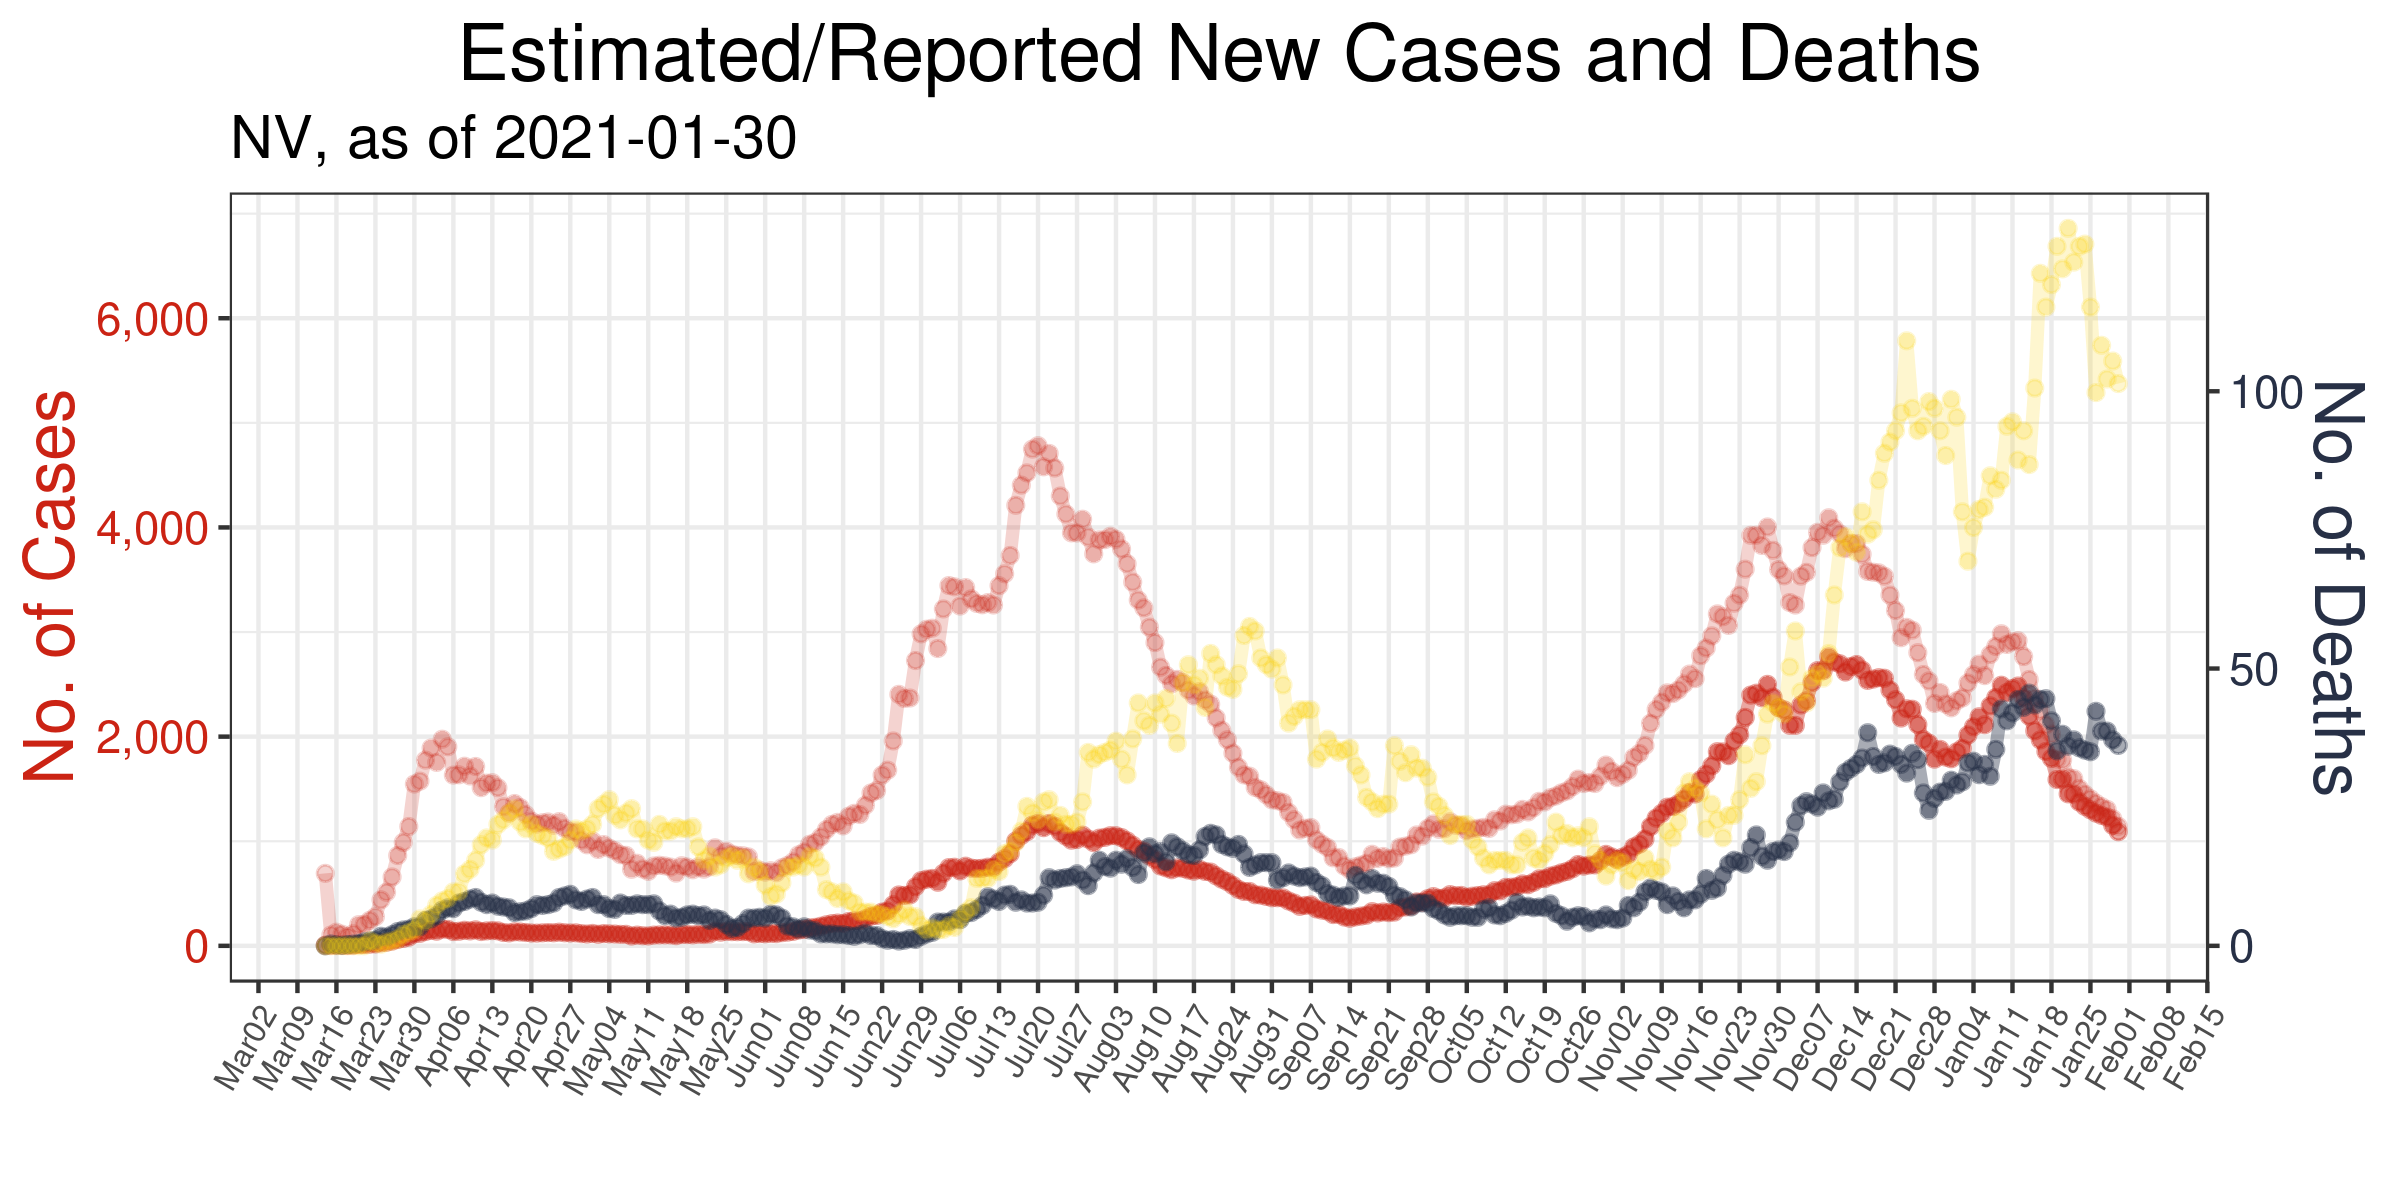 Estimated/Reported New Cases and Deaths
NV, as of 2021-01-30
No. of Cases
6,000
4,000
2,000
0
100
50
0
No. of Deaths
Mar02
Mar09
Mar16
Mar23
Mar30
Apr06
Apr13
Apr20
Apr27
May04
May11
May18
May25
Jun01
Jun08
Jun15
Jun22
Jun29
Jul06
Jul13
Jul20
Jul27
Aug03
Aug10
Aug17
Aug24
Aug31
Sep07
Sep14
Sep21
Sep28
Oct05
Oct12
Oct19
Oct26
Nov02
Nov09
Nov16
Nov23
Nov30
Dec07
Dec14
Dec21
Dec28
Jan04
Jan11
Jan18
Jan25
Feb01
Feb08
Feb15